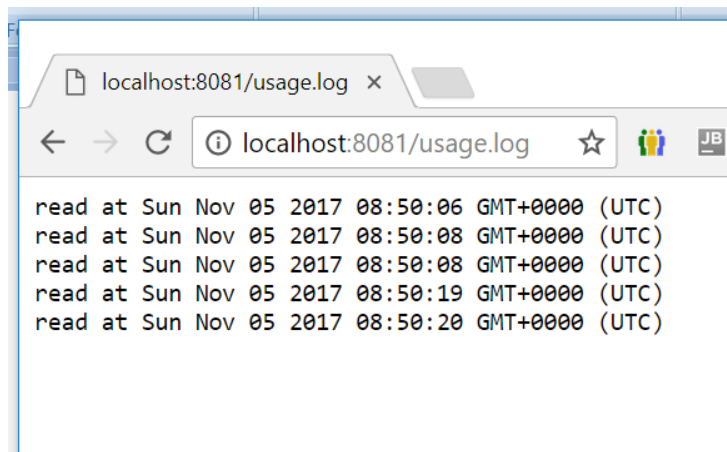 localhost:8081/usage.log
localhost:8081/usage.log
JB
read at Sun Nov 05 2017 08:50:06 GMT+0000 (UTC)
read at Sun Nov 05 2017 08:50:08 GMT+0000 (UTC)
read at Sun Nov 05 2017 08:50:08 GMT+0000 (UTC)
read at Sun Nov 05 2017 08:50:19 GMT+0000 (UTC)
read at Sun Nov 05 2017 08:50:20 GMT+0000 (UTC)